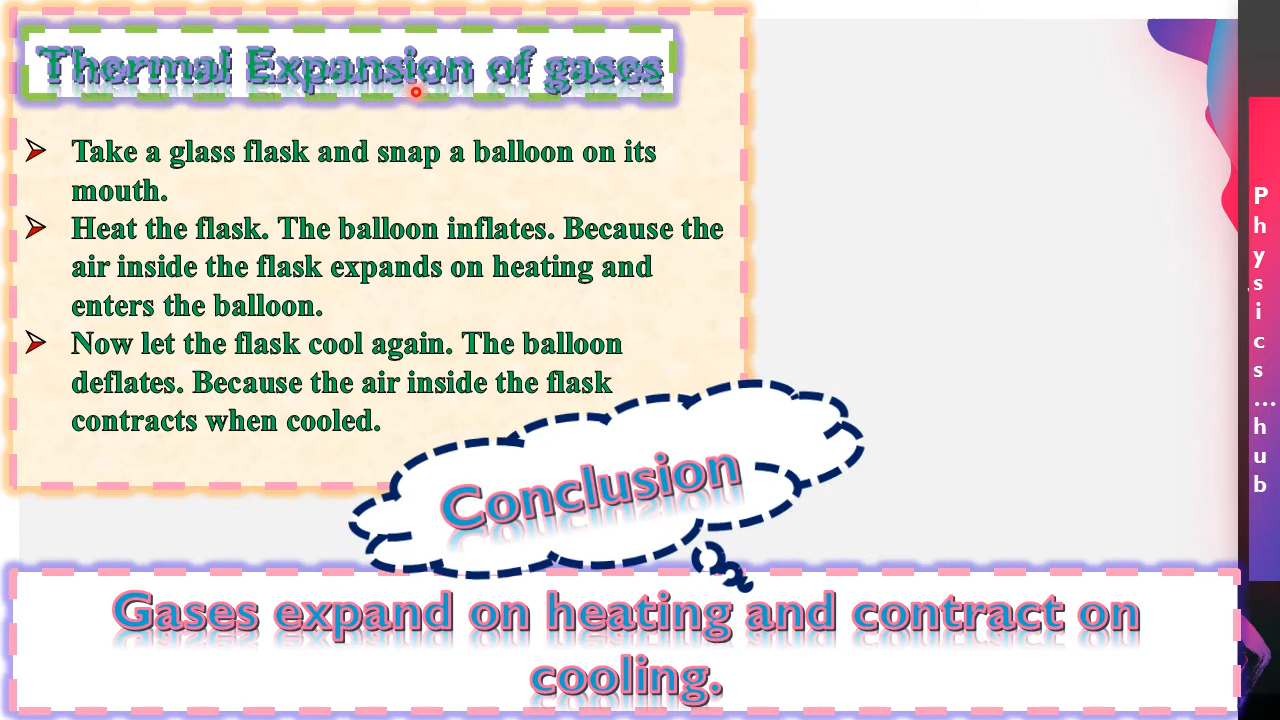 Thermal Expansion of gases
Take a glass flask and snap a balloon on its
mouth.
Heat the flask. The balloon inflates. Because the
air inside the flask expands on heating and
enters the balloon.
Now let the flask cool again. The balloon
deflates. Because the air inside the flask
contracts when cooled.
Conclusion
Gases expand on heating and contract on
cooling.
Physics...hub